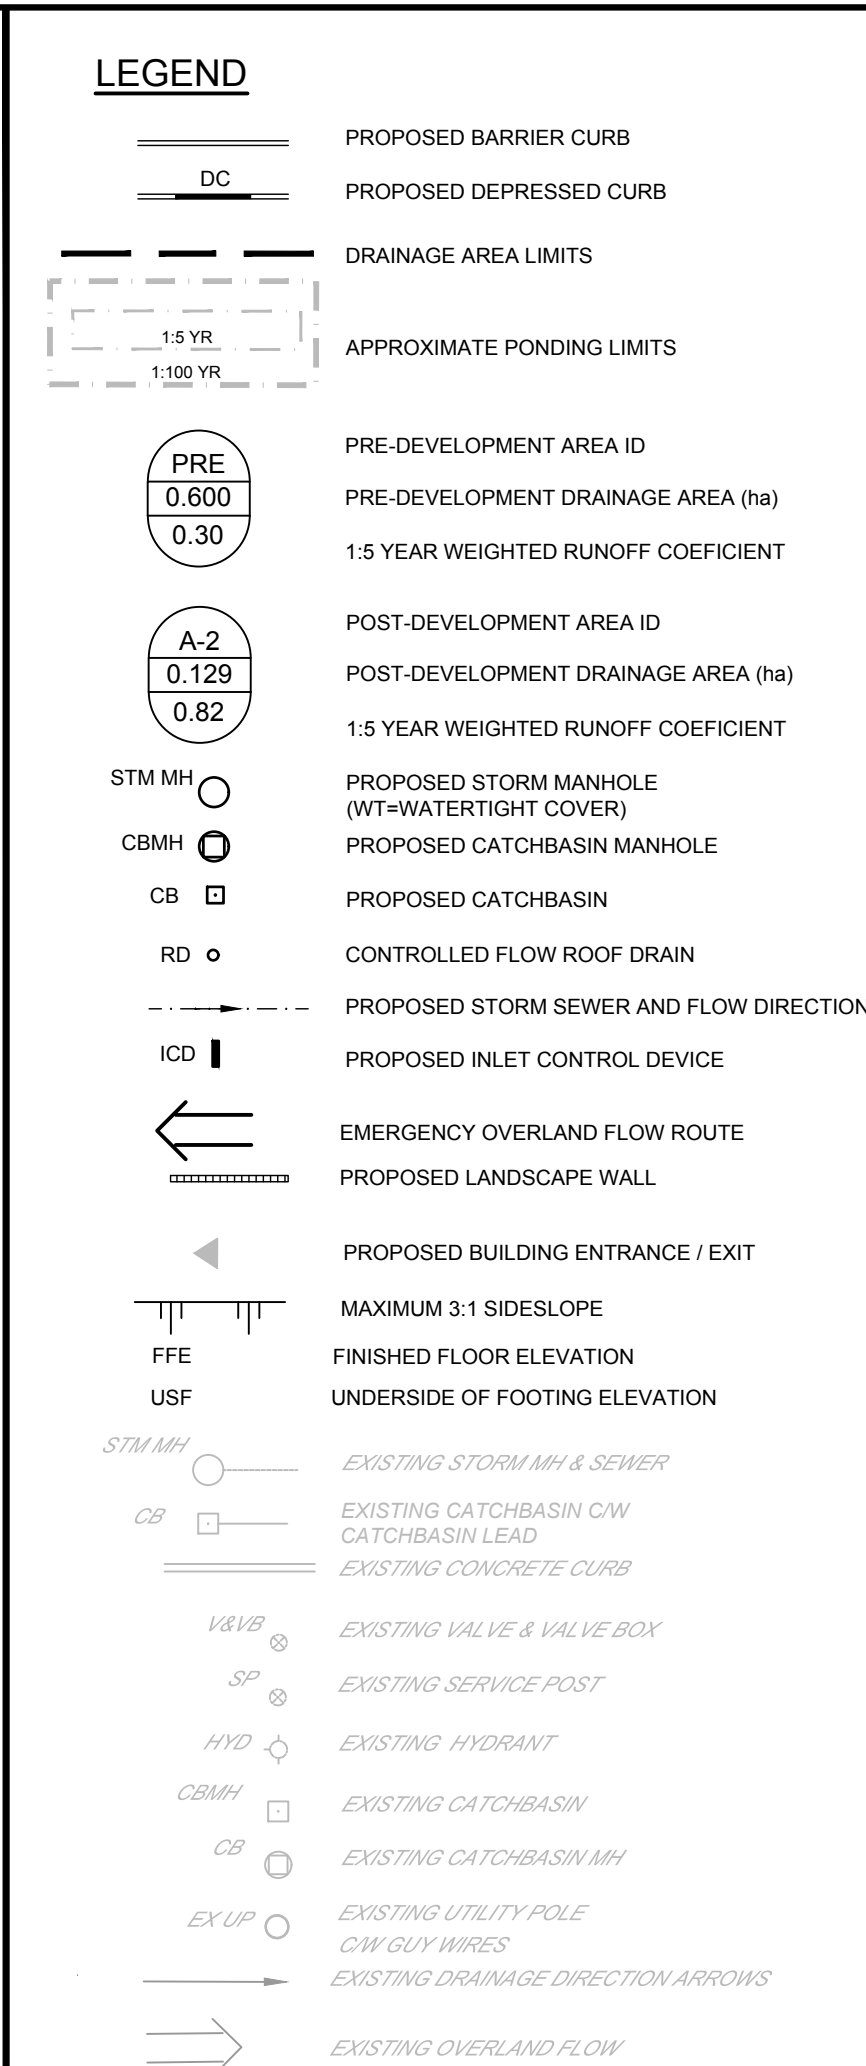 LEGEND
PROPOSED BARRIER CURB
DC PROPOSED DEPRESSED CURB
DRAINAGE AREA LIMITS
1:5 YR
APPROXIMATE PONDING LIMITS
1:100 YR
PRE PRE-DEVELOPMENT AREA ID
0.600 PRE-DEVELOPMENT DRAINAGE AREA (ha)
0.30 1:5 YEAR WEIGHTED RUNOFF COEFICIENT
A-2 POST-DEVELOPMENT AREA ID
0.129 POST-DEVELOPMENT DRAINAGE AREA (ha)
0.82 1:5 YEAR WEIGHTED RUNOFF COEFICIENT
STM MH PROPOSED STORM MANHOLE
(WT=WATERTIGHT COVER)
CBMH PROPOSED CATCHBASIN MANHOLE
CB PROPOSED CATCHBASIN
RD CONTROLLED FLOW ROOF DRAIN
PROPOSED STORM SEWER AND FLOW DIRECTION
ICD PROPOSED INLET CONTROL DEVICE
EMERGENCY OVERLAND FLOW ROUTE
PROPOSED LANDSCAPE WALL
PROPOSED BUILDING ENTRANCE / EXIT
MAXIMUM 3:1 SIDESLOPE
FFE FINISHED FLOOR ELEVATION
USF UNDERSIDE OF FOOTING ELEVATION
STM MH EXISTING STORM MH & SEWER
CB EXISTING CATCHBASIN C/W
CATCHBASIN LEAD
EXISTING CONCRETE CURB
V&VB EXISTING VALVE & VALVE BOX
SP EXISTING SERVICE POST
HYD EXISTING HYDRANT
CBMH EXISTING CATCHBASIN
CB EXISTING CATCHBASIN MH
EX UP EXISTING UTILITY POLE
C/W GUY WIRES
EXISTING DRAINAGE DIRECTION ARROWS
EXISTING OVERLAND FLOW